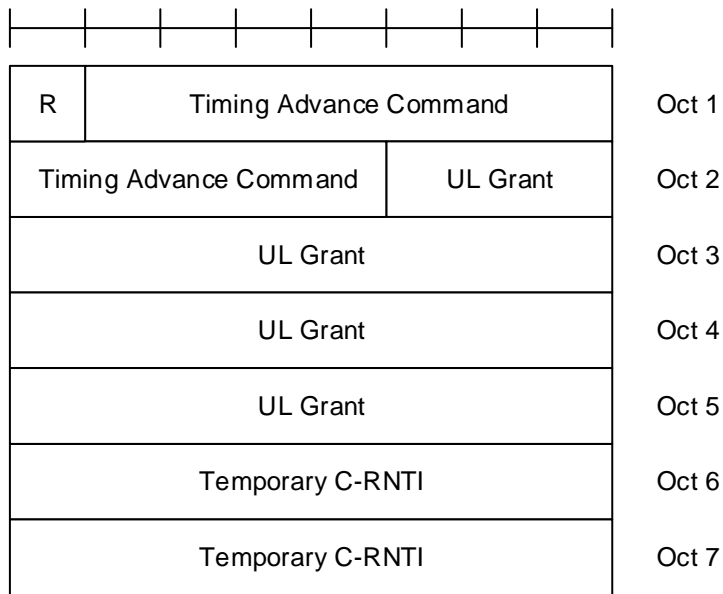 R Timing Advance Command Oct 1
Timing Advance Command UL Grant Oct 2
UL Grant Oct 3
UL Grant Oct 4
UL Grant Oct 5
Temporary C-RNTI Oct 6
Temporary C-RNTI Oct 7